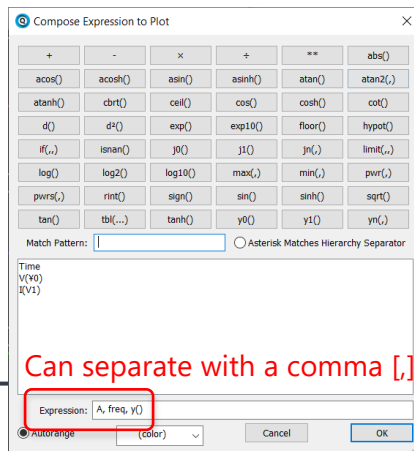 Compose Expression to Plot
+ - × ÷ ** abs()
acos() acosh() asin() asinh() atan() atan2(,)
atanh() cbrt() ceil() cos() cosh() cot()
d() d²() exp() exp10() floor() hypot()
if(,,) isnan() j0() j1() jn(,) limit(,,)
log() log2() log10() max(,) min(,) pwr(,)
pwrs(,) rint() sign() sin() sinh() sqrt()
tan() tbl(...) tanh() y0() y1() yn(,)
Match Pattern: Asterisk Matches Hierarchy Separator
Time
V(¥0)
I(V1)
Can separate with a comma [,]
Expression: A, freq, y()
Autorange (color) Cancel OK